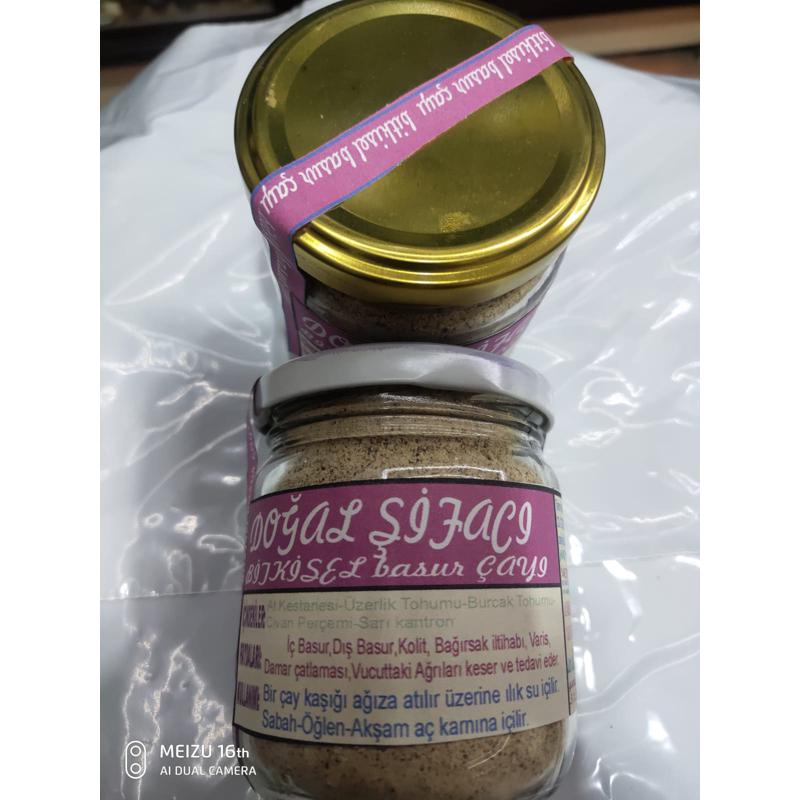 bitkisel basur çayı bitkisel basur çayı
DOĞAL ŞİFACI
BİTKİSEL basur ÇAYI
At Kestanesi-Üzerlik Tohumu-Burcak Tohumu-
Civan Perçemi-Sarı kantron
İç Basur,Dış Basur,Kolit, Bağırsak iltihabı, Varis,
Damar çatlaması,Vucuttaki Ağrıları keser ve tedavi eder.
Bir çay kaşığı ağıza atılır üzerine ılık su içilir.
Sabah-Öğlen-Akşam aç karnına içilir.
MEIZU 16th
AI DUAL CAMERA